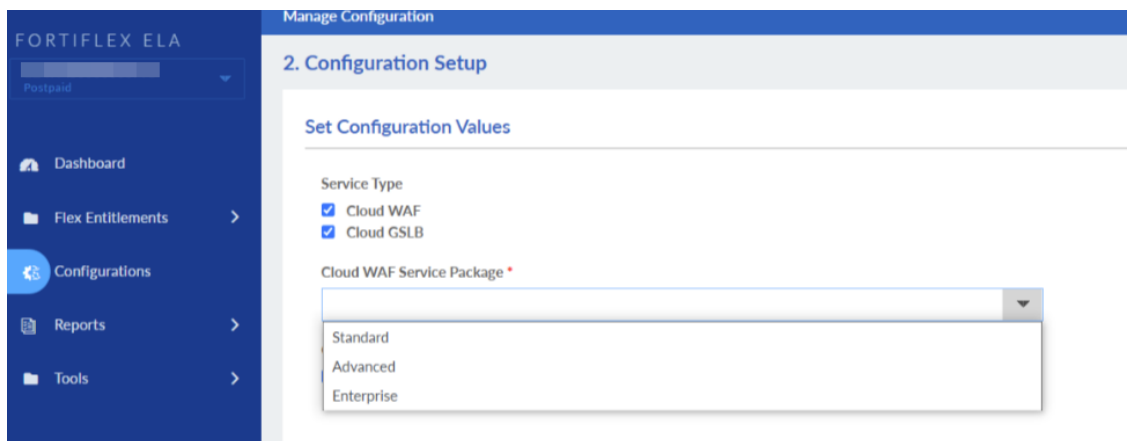 FORTIFLEX ELA
Postpaid
Dashboard
Flex Entitlements
Configurations
Reports
Tools
Manage Configuration
2. Configuration Setup
Set Configuration Values
Service Type
Cloud WAF
Cloud GSLB
Cloud WAF Service Package *
Standard
Advanced
Enterprise